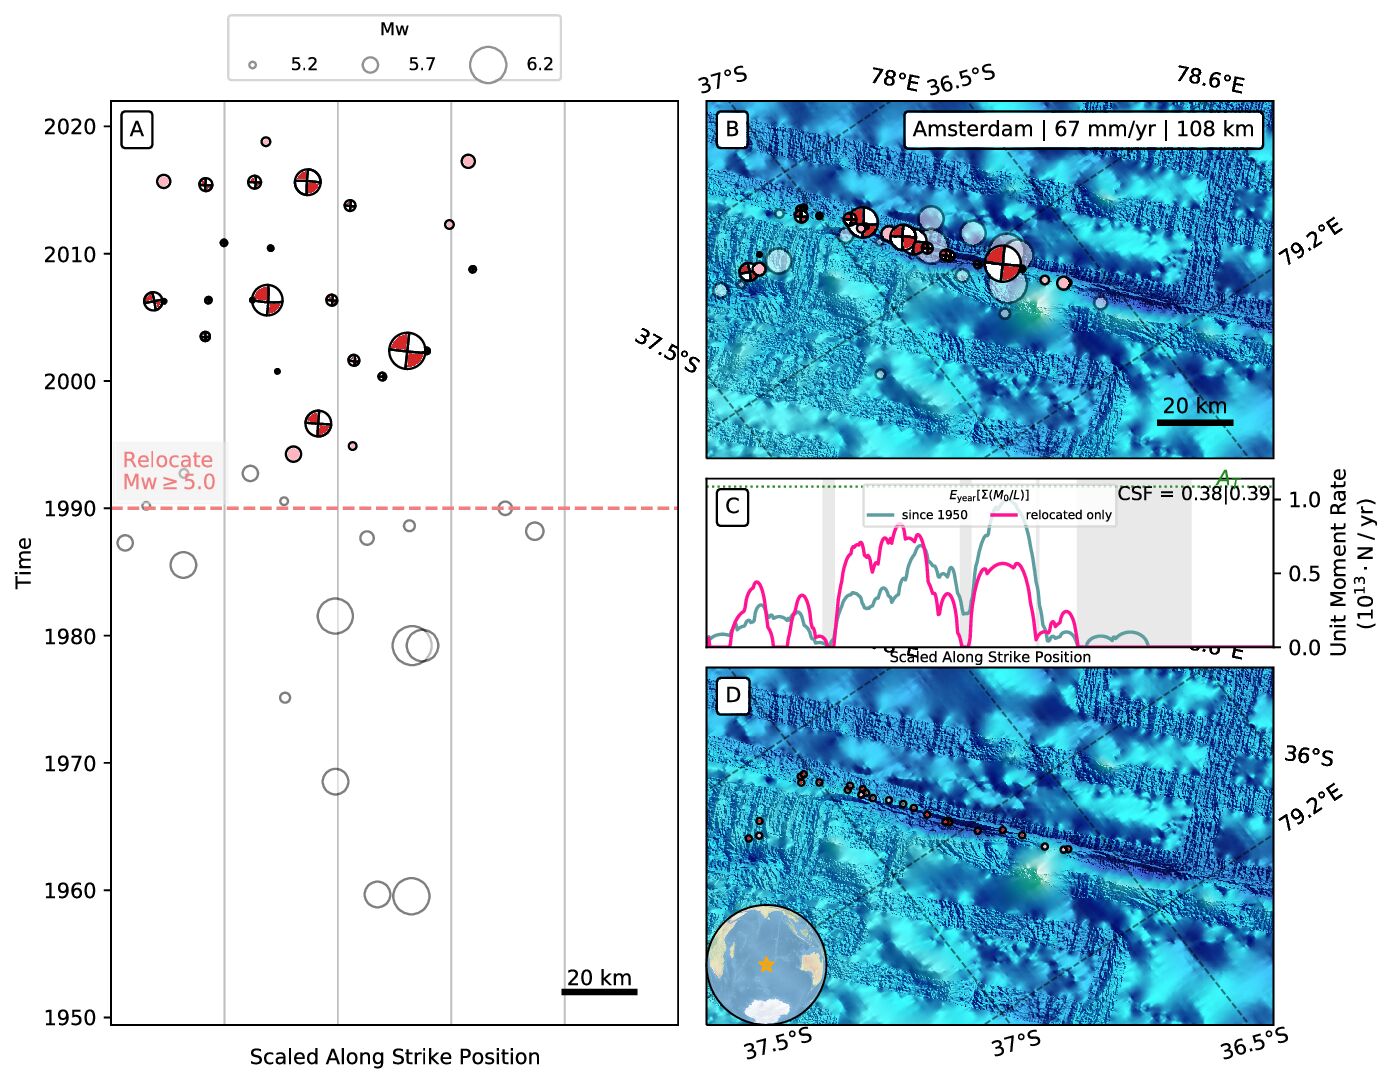 Mw
5.2 5.7 6.2
A
2020
2010
2000
1990
1980
1970
1960
1950
Time
Relocate
Mw ≥ 5.0
20 km
Scaled Along Strike Position
37°S 78°E 36.5°S 78.6°E
B
Amsterdam | 67 mm/yr | 108 km
79.2°E
37.5°S
20 km
C
E_year[Σ(M₀/L)]
since 1950 relocated only
CSF = 0.38|0.39
1.0
0.5
0.0
Unit Moment Rate
(10¹³ · N / yr)
Scaled Along Strike Position
D
36°S
79.2°E
37.5°S 37°S 36.5°S